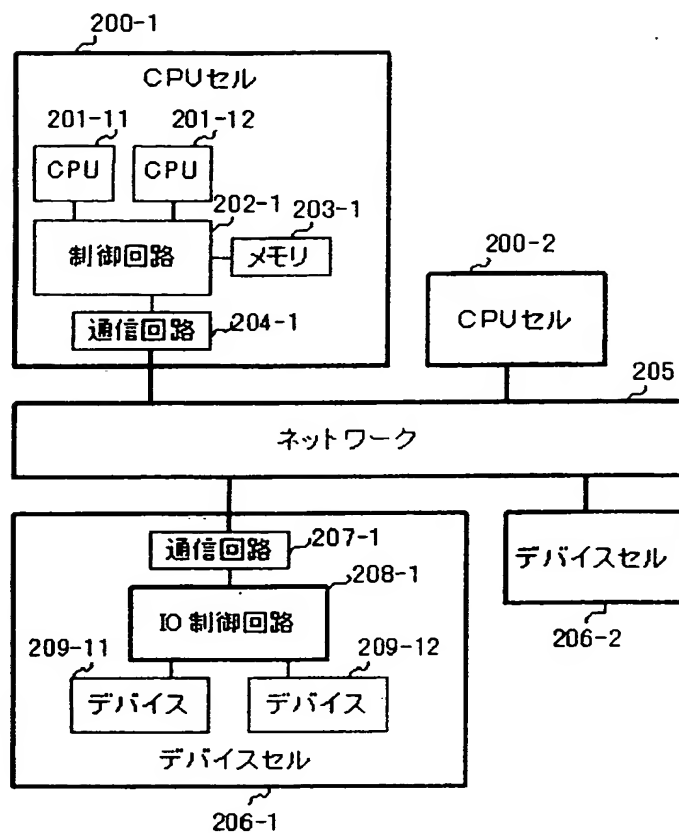 200-1
CPUセル
201-11 201-12
CPU CPU
202-1
203-1
制御回路
メモリ
200-2
通信回路
204-1
CPUセル
205
ネットワーク
通信回路
207-1
デバイスセル
208-1
IO 制御回路
206-2
209-11 209-12
デバイス デバイス
デバイスセル
206-1